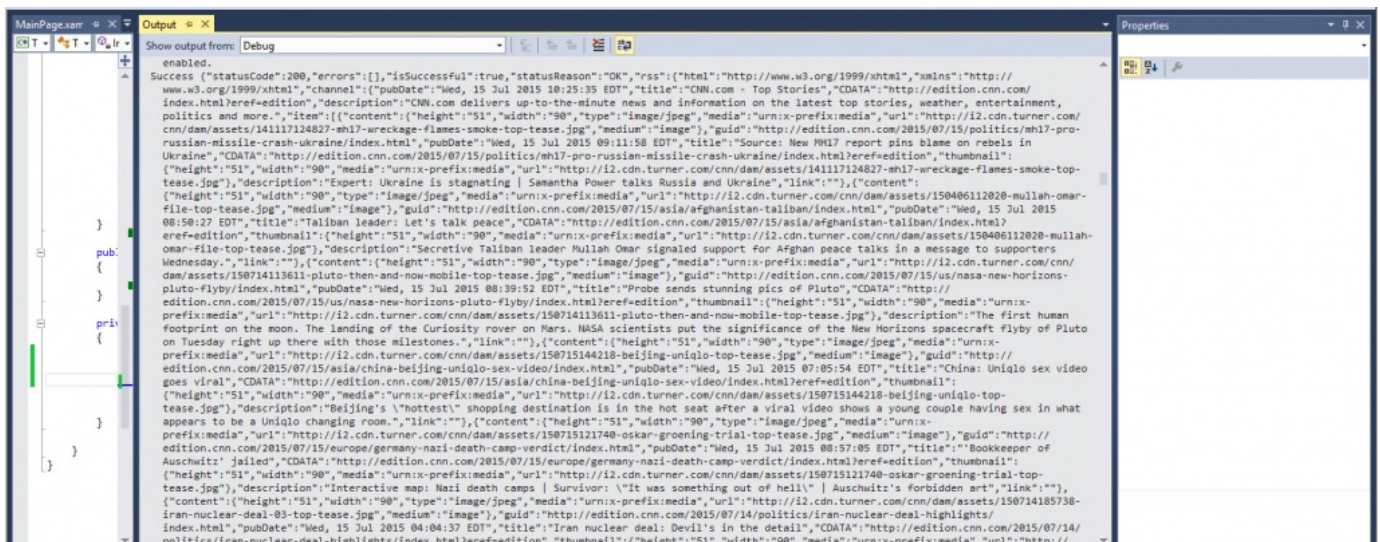 MainPage.xam
Output
Properties
T T Ir
Show output from: Debug
enabled.
Success {"statusCode":200,"errors":[],"isSuccessful":true,"statusReason":"OK","rss":{"html":"http://www.w3.org/1999/xhtml","xmlns":"http://
www.w3.org/1999/xhtml","channel":{"pubDate":"Wed, 15 Jul 2015 10:25:35 EDT","title":"CNN.com - Top Stories","CDATA":"http://edition.cnn.com/
index.html?eref=edition","description":"CNN.com delivers up-to-the-minute news and information on the latest top stories, weather, entertainment,
politics and more.","item":[{"content":{"height":"51","width":"90","type":"image/jpeg","media":"urn:x-prefix:media","url":"http://i2.cdn.turner.com/
cnn/dam/assets/141117124827-mh17-wreckage-flames-smoke-top-tease.jpg","medium":"image"},"guid":"http://edition.cnn.com/2015/07/15/politics/mh17-pro-
russian-missile-crash-ukraine/index.html","pubDate":"Wed, 15 Jul 2015 09:11:58 EDT","title":"Source: New MH17 report pins blame on rebels in
Ukraine","CDATA":"http://edition.cnn.com/2015/07/15/politics/mh17-pro-russian-missile-crash-ukraine/index.html?eref=edition","thumbnail":
{"height":"51","width":"90","media":"urn:x-prefix:media","url":"http://i2.cdn.turner.com/cnn/dam/assets/141117124827-mh17-wreckage-flames-smoke-top-
tease.jpg"},"description":"Expert: Ukraine is stagnating | Samantha Power talks Russia and Ukraine","link":""},{"content":
{"height":"51","width":"90","type":"image/jpeg","media":"urn:x-prefix:media","url":"http://i2.cdn.turner.com/cnn/dam/assets/150406112020-mullah-omar-
file-top-tease.jpg","medium":"image"},"guid":"http://edition.cnn.com/2015/07/15/asia/afghanistan-taliban/index.html","pubDate":"Wed, 15 Jul 2015
08:50:27 EDT","title":"Taliban leader: Let's talk peace","CDATA":"http://edition.cnn.com/2015/07/15/asia/afghanistan-taliban/index.html?
eref=edition","thumbnail":{"height":"51","width":"90","media":"urn:x-prefix:media","url":"http://i2.cdn.turner.com/cnn/dam/assets/150406112020-mullah-
omar-file-top-tease.jpg"},"description":"Secretive Taliban leader Mullah Omar signaled support for Afghan peace talks in a message to supporters
Wednesday.","link":""},{"content":{"height":"51","width":"90","type":"image/jpeg","media":"urn:x-prefix:media","url":"http://i2.cdn.turner.com/cnn/
dam/assets/150714113611-pluto-then-and-now-mobile-top-tease.jpg","medium":"image"},"guid":"http://edition.cnn.com/2015/07/15/us/nasa-new-horizons-
pluto-flyby/index.html","pubDate":"Wed, 15 Jul 2015 08:39:52 EDT","title":"Probe sends stunning pics of Pluto","CDATA":"http://
edition.cnn.com/2015/07/15/us/nasa-new-horizons-pluto-flyby/index.html?eref=edition","thumbnail":{"height":"51","width":"90","media":"urn:x-
prefix:media","url":"http://i2.cdn.turner.com/cnn/dam/assets/150714113611-pluto-then-and-now-mobile-top-tease.jpg"},"description":"The first human
footprint on the moon. The landing of the Curiosity rover on Mars. NASA scientists put the significance of the New Horizons spacecraft flyby of Pluto
on Tuesday right up there with those milestones.","link":""},{"content":{"height":"51","width":"90","type":"image/jpeg","media":"urn:x-
prefix:media","url":"http://i2.cdn.turner.com/cnn/dam/assets/150715144218-beijing-uniqlo-top-tease.jpg","medium":"image"},"guid":"http://
edition.cnn.com/2015/07/15/asia/china-beijing-uniqlo-sex-video/index.html","pubDate":"Wed, 15 Jul 2015 07:05:54 EDT","title":"China: Uniqlo sex video
goes viral","CDATA":"http://edition.cnn.com/2015/07/15/asia/china-beijing-uniqlo-sex-video/index.html?eref=edition","thumbnail":
{"height":"51","width":"90","media":"urn:x-prefix:media","url":"http://i2.cdn.turner.com/cnn/dam/assets/150715144218-beijing-uniqlo-top-
tease.jpg"},"description":"Beijing's \"hottest\" shopping destination is in the hot seat after a viral video shows a young couple having sex in what
appears to be a Uniqlo changing room.","link":""},{"content":{"height":"51","width":"90","type":"image/jpeg","media":"urn:x-
prefix:media","url":"http://i2.cdn.turner.com/cnn/dam/assets/150715121740-oskar-groening-trial-top-tease.jpg","medium":"image"},"guid":"http://
edition.cnn.com/2015/07/15/europe/germany-nazi-death-camp-verdict/index.html","pubDate":"Wed, 15 Jul 2015 08:57:05 EDT","title":"'Bookkeeper of
Auschwitz' jailed","CDATA":"http://edition.cnn.com/2015/07/15/europe/germany-nazi-death-camp-verdict/index.html?eref=edition","thumbnail":
{"height":"51","width":"90","media":"urn:x-prefix:media","url":"http://i2.cdn.turner.com/cnn/dam/assets/150715121740-oskar-groening-trial-top-
tease.jpg"},"description":"Interactive map: Nazi death camps | Survivor: \"It was something out of hell\" | Auschwitz's forbidden art","link":""},
{"content":{"height":"51","width":"90","type":"image/jpeg","media":"urn:x-prefix:media","url":"http://i2.cdn.turner.com/cnn/dam/assets/150714185738-
iran-nuclear-deal-03-top-tease.jpg","medium":"image"},"guid":"http://edition.cnn.com/2015/07/14/politics/iran-nuclear-deal-highlights/
index.html","pubDate":"Wed, 15 Jul 2015 04:04:37 EDT","title":"Iran nuclear deal: Devil's in the detail","CDATA":"http://edition.cnn.com/2015/07/14/
politics/iran-nuclear-deal-highlights/index.html?eref=edition","thumbnail":{"height":"51","width":"90","media":"urn:x-prefix:media","url":"http://
}
publ
{
}
priv
{
}
}
}